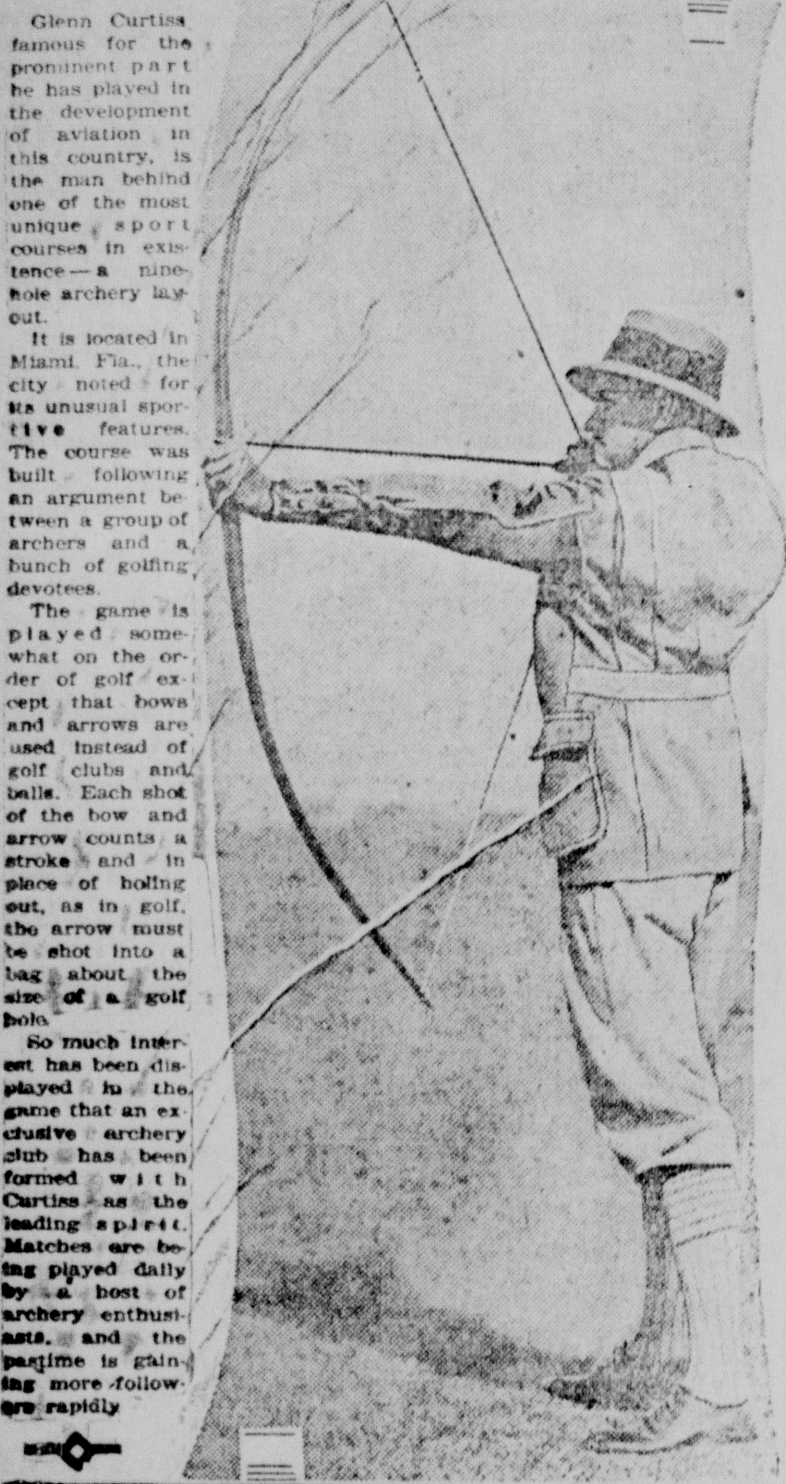 Glenn Curtiss
famous for the
prominent part
he has played in
the development
of aviation in
this country, is
the man behind
one of the most
unique sport
courses in exis-
tence — a nine-
hole archery lay-
out.
It is located in
Miami, Fla., the
city noted for
its unusual spor-
tive features.
The course was
built following
an argument be-
tween a group of
archers and a
bunch of golfing
devotees.
The game is
played some-
what on the or-
der of golf ex-
cept that bows
and arrows are
used instead of
golf clubs and
balls. Each shot
of the bow and
arrow counts a
stroke and in
place of holing
out, as in golf,
the arrow must
be shot into a
bag about the
size of a golf
hole.
So much inter-
est has been dis-
played in the
game that an ex-
clusive archery
club has been
formed with
Curtiss as the
leading spirit.
Matches are be-
ing played daily
by a host of
archery enthusi-
asts, and the
pastime is gain-
ing more follow-
ers rapidly